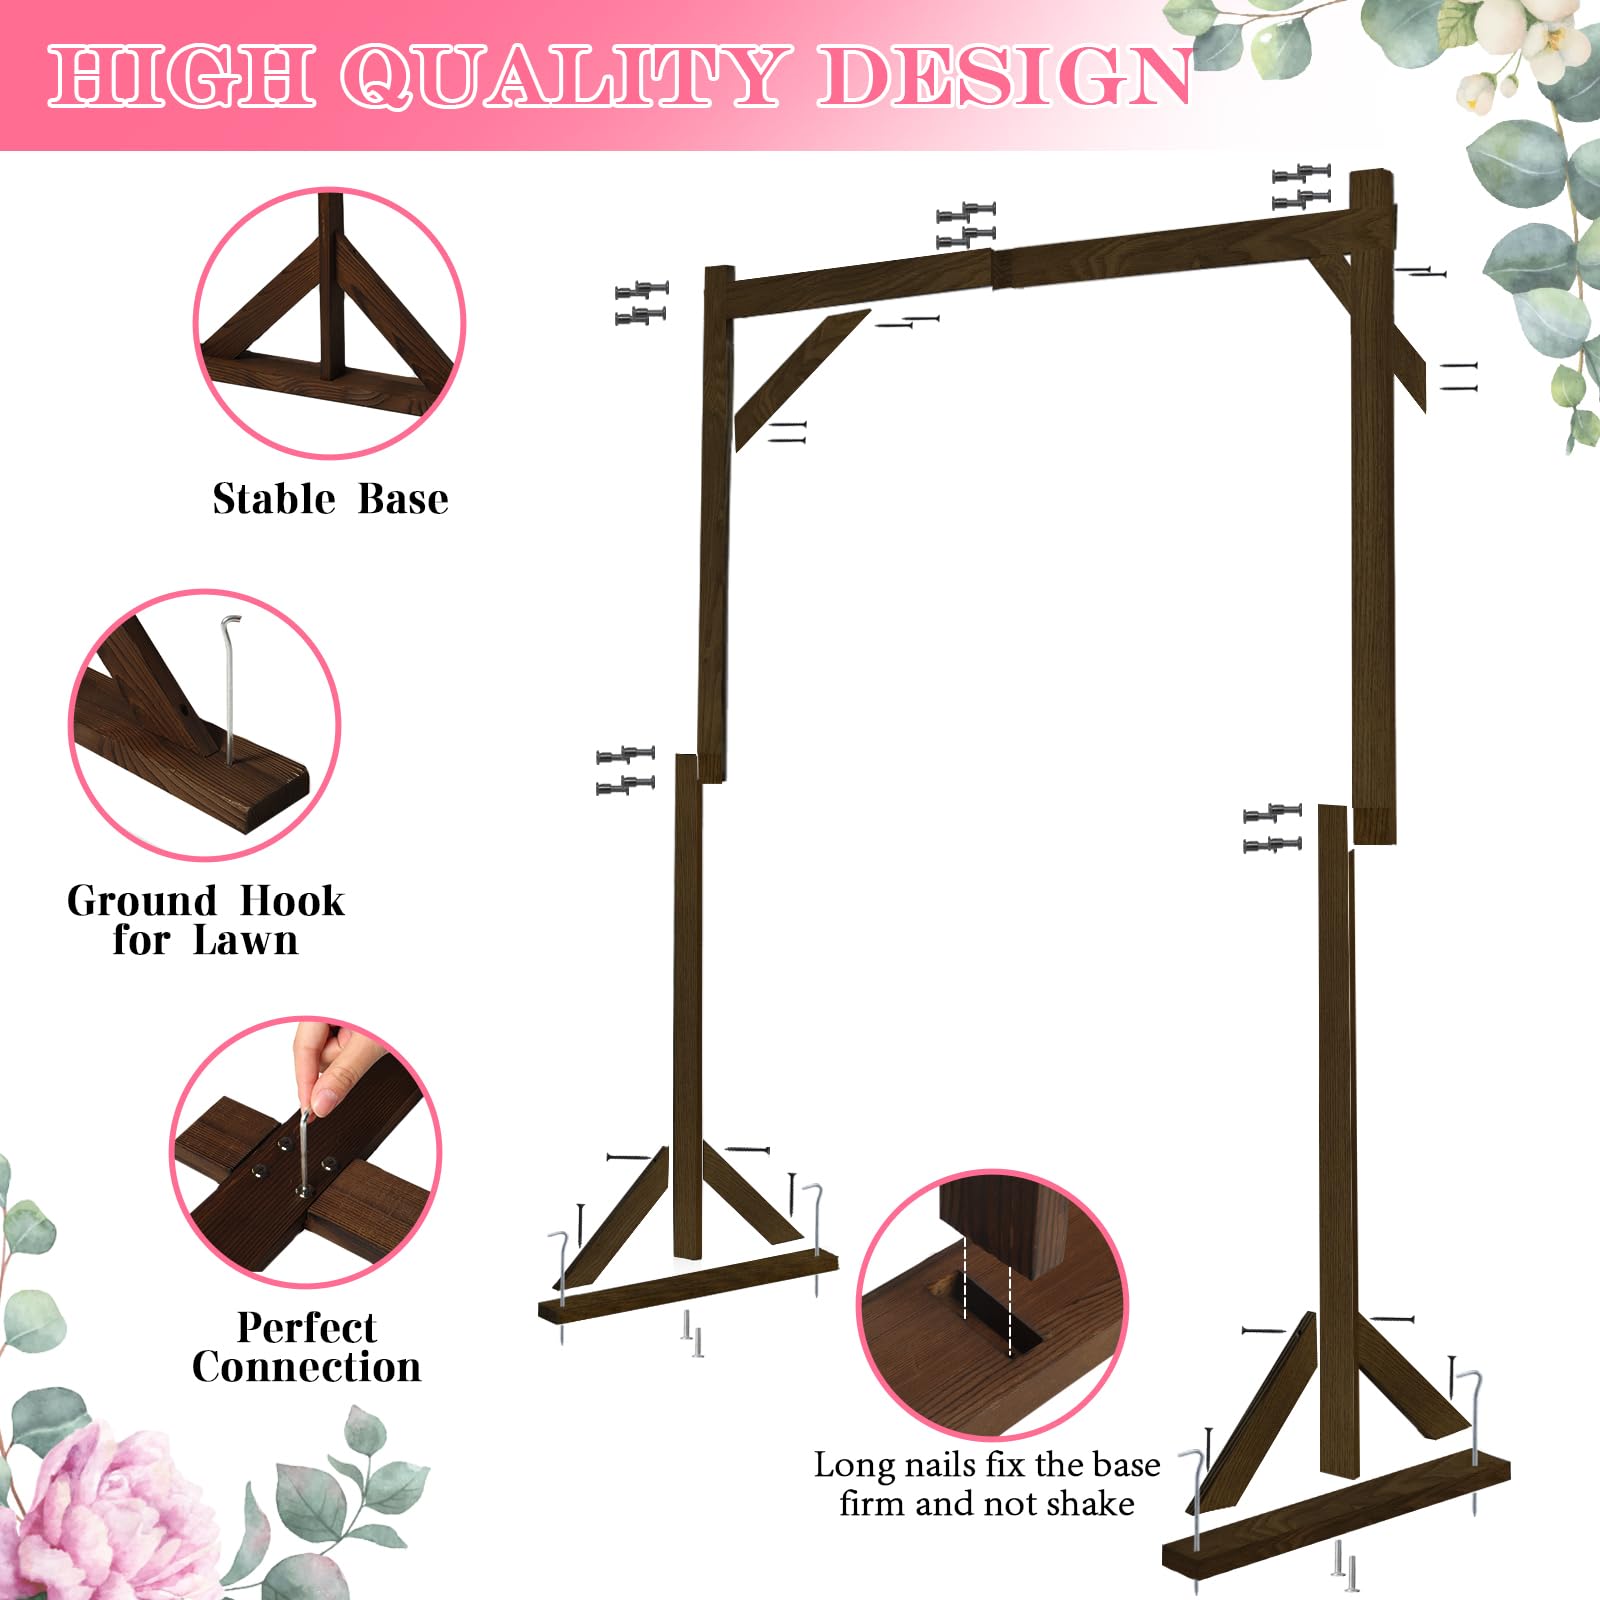 HIGH QUALITY DESIGN
Stable Base
Ground Hook
for Lawn
Perfect
Connection
Long nails fix the base
firm and not shake